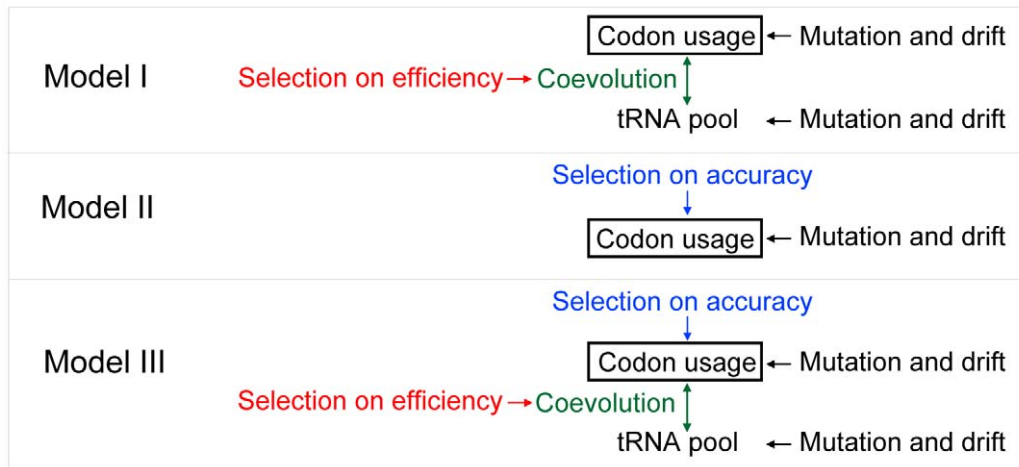 Codon usage
Mutation and drift
Model I
Selection on efficiency
Coevolution
tRNA pool
Mutation and drift
Selection on accuracy
Model II
Codon usage
Mutation and drift
Selection on accuracy
Model III
Codon usage
Mutation and drift
Selection on efficiency
Coevolution
tRNA pool
Mutation and drift